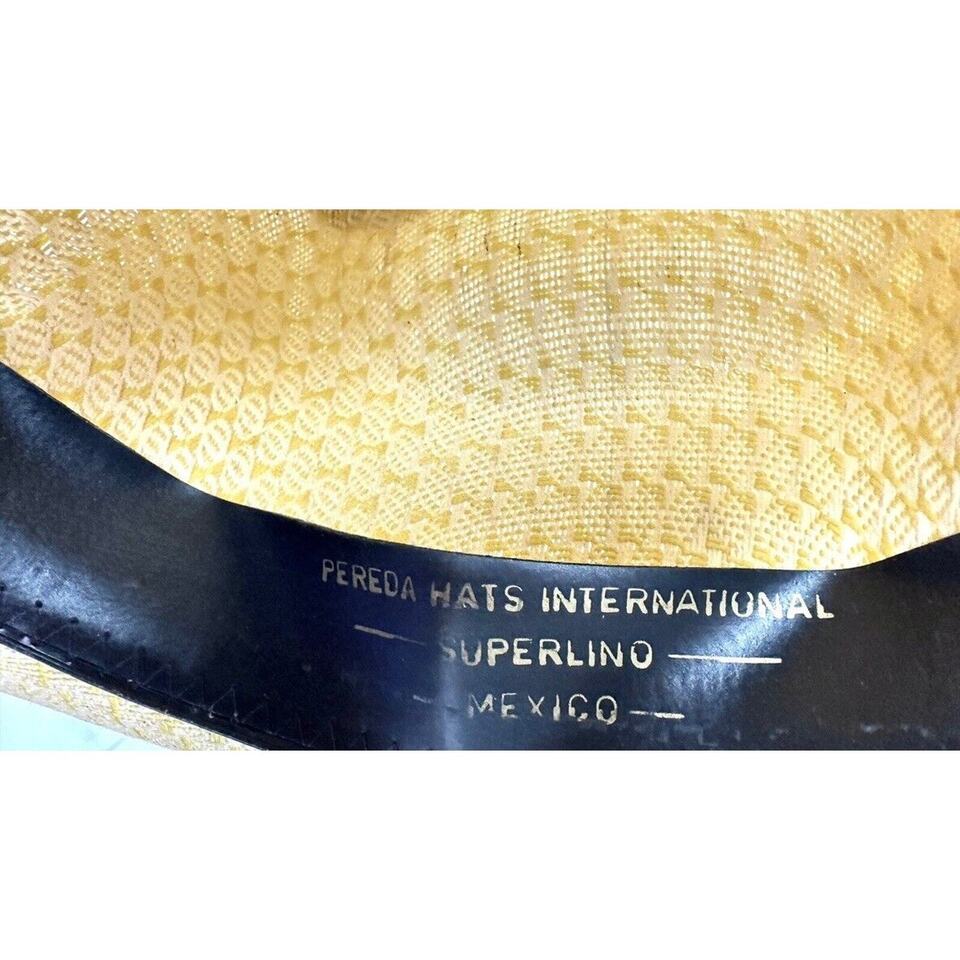 PEREDA HATS INTERNATIONAL
SUPERLINO
MEXICO